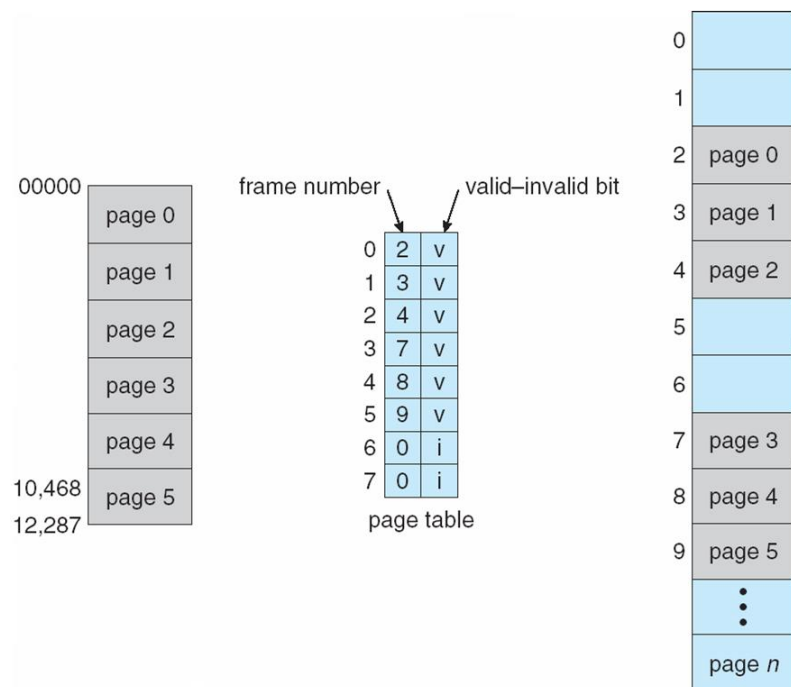 00000
page 0
page 1
page 2
page 3
page 4
page 5
10,468
12,287
frame number
valid–invalid bit
0 2 v
1 3 v
2 4 v
3 7 v
4 8 v
5 9 v
6 0 i
7 0 i
page table
0
1
2 page 0
3 page 1
4 page 2
5
6
7 page 3
8 page 4
9 page 5
page n